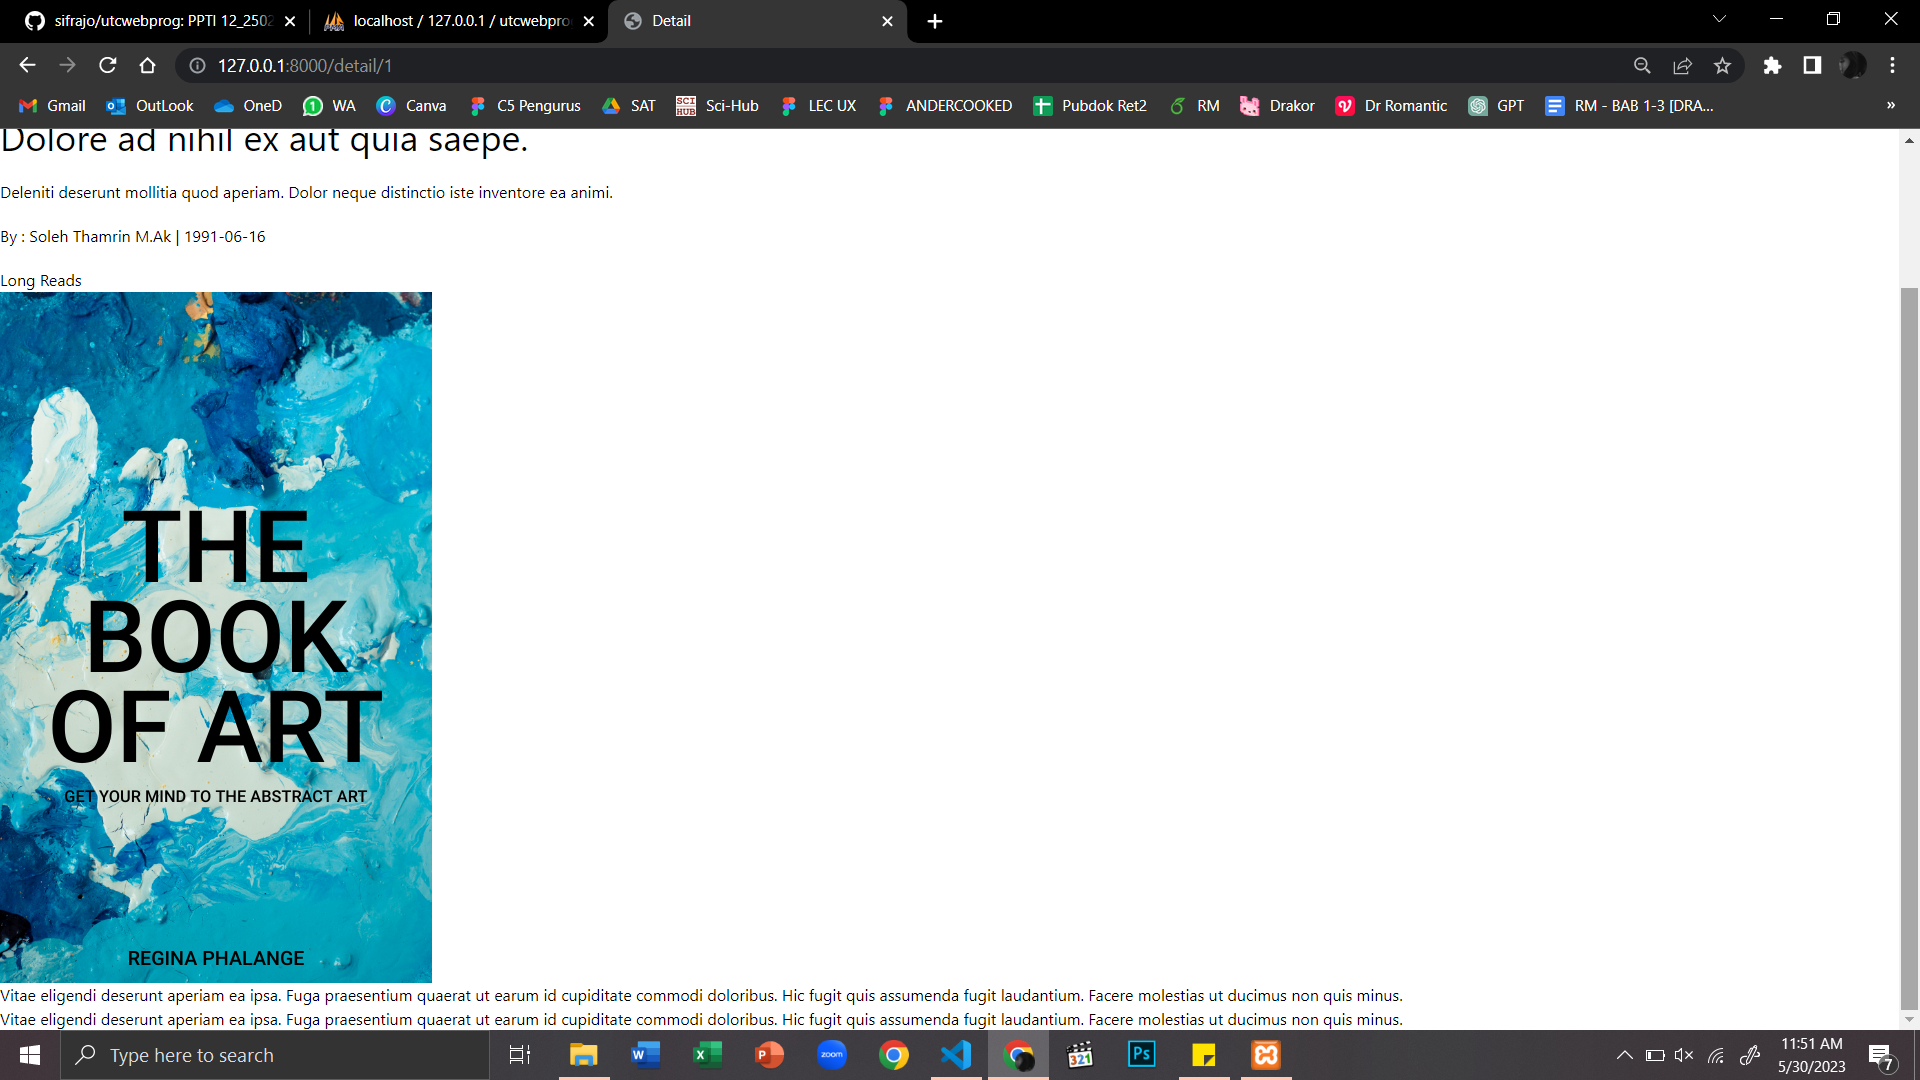 sifrajo/utcwebprog: PPTI 12_2502
localhost / 127.0.0.1 / utcwebpro
Detail
127.0.0.1:8000/detail/1
Gmail
OutLook
OneD
1
WA
Canva
C5 Pengurus
SAT
SCI HUB
Sci-Hub
LEC UX
ANDERCOOKED
Pubdok Ret2
RM
Drakor
Dr Romantic
GPT
RM - BAB 1-3 [DRA...
»
Dolore ad nihil ex aut quia saepe.
Deleniti deserunt mollitia quod aperiam. Dolor neque distinctio iste inventore ea animi.
By : Soleh Thamrin M.Ak | 1991-06-16
Long Reads
THE
BOOK
OF ART
GET YOUR MIND TO THE ABSTRACT ART
REGINA PHALANGE
Vitae eligendi deserunt aperiam ea ipsa. Fuga praesentium quaerat ut earum id cupiditate commodi doloribus. Hic fugit quis assumenda fugit laudantium. Facere molestias ut ducimus non quis minus.
Vitae eligendi deserunt aperiam ea ipsa. Fuga praesentium quaerat ut earum id cupiditate commodi doloribus. Hic fugit quis assumenda fugit laudantium. Facere molestias ut ducimus non quis minus.
Type here to search
zoom
321
Ps
11:51 AM
5/30/2023
7